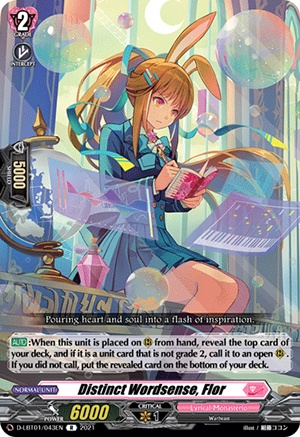 2
GRADE
INTERCEPT
5000
SHIELD
Pouring heart and soul into a flash of inspiration.
AUTO:When this unit is placed on R from hand, reveal the top card of
your deck, and if it is a unit card that is not grade 2, call it to an open R.
If you did not call, put the revealed card on the bottom of your deck.
NORMAL UNIT
Distinct Wordsense, Flor
POWER 6000
CRITICAL
1
Lyrical Monasterio
Warbeast
D-LBT01/043EN R 2021
Illust /